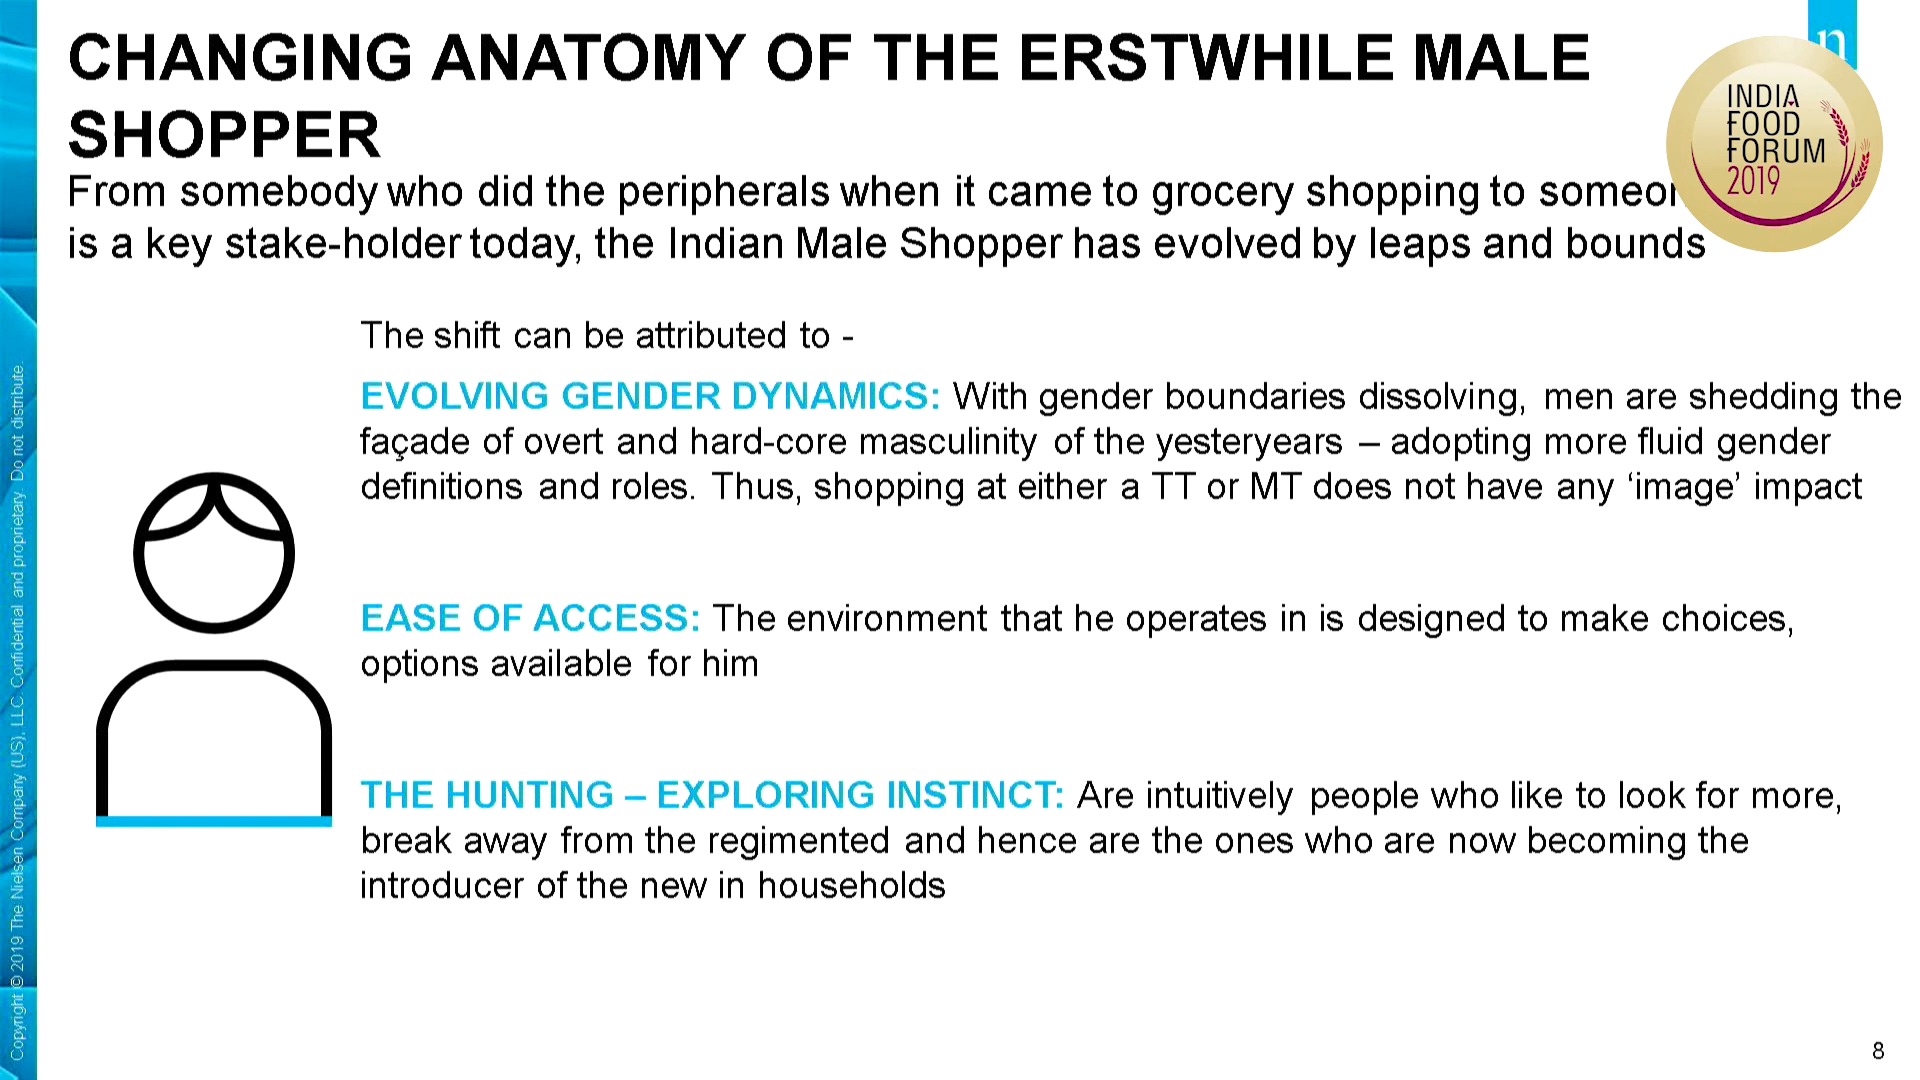 CHANGING ANATOMY OF THE ERSTWHILE MALE
SHOPPER
From somebody who did the peripherals when it came to grocery shopping to
is a key stake-holder today, the Indian Male Shopper has evolved by leaps and bounds
n
INDIA
FOOD
FORUM
2019
The shift can be attributed to -
EVOLVING GENDER DYNAMICS: With gender boundaries dissolving, men are shedding the
façade of overt and hard-core masculinity of the yesteryears – adopting more fluid gender
definitions and roles. Thus, shopping at either a TT or MT does not have any ‘image’ impact
EASE OF ACCESS: The environment that he operates in is designed to make choices,
options available for him
THE HUNTING – EXPLORING INSTINCT: Are intuitively people who like to look for more,
break away from the regimented and hence are the ones who are now becoming the
introducer of the new in households
Copyright © 2019 The Nielsen Company (US), LLC. Confidential and proprietary. Do not distribute.
8